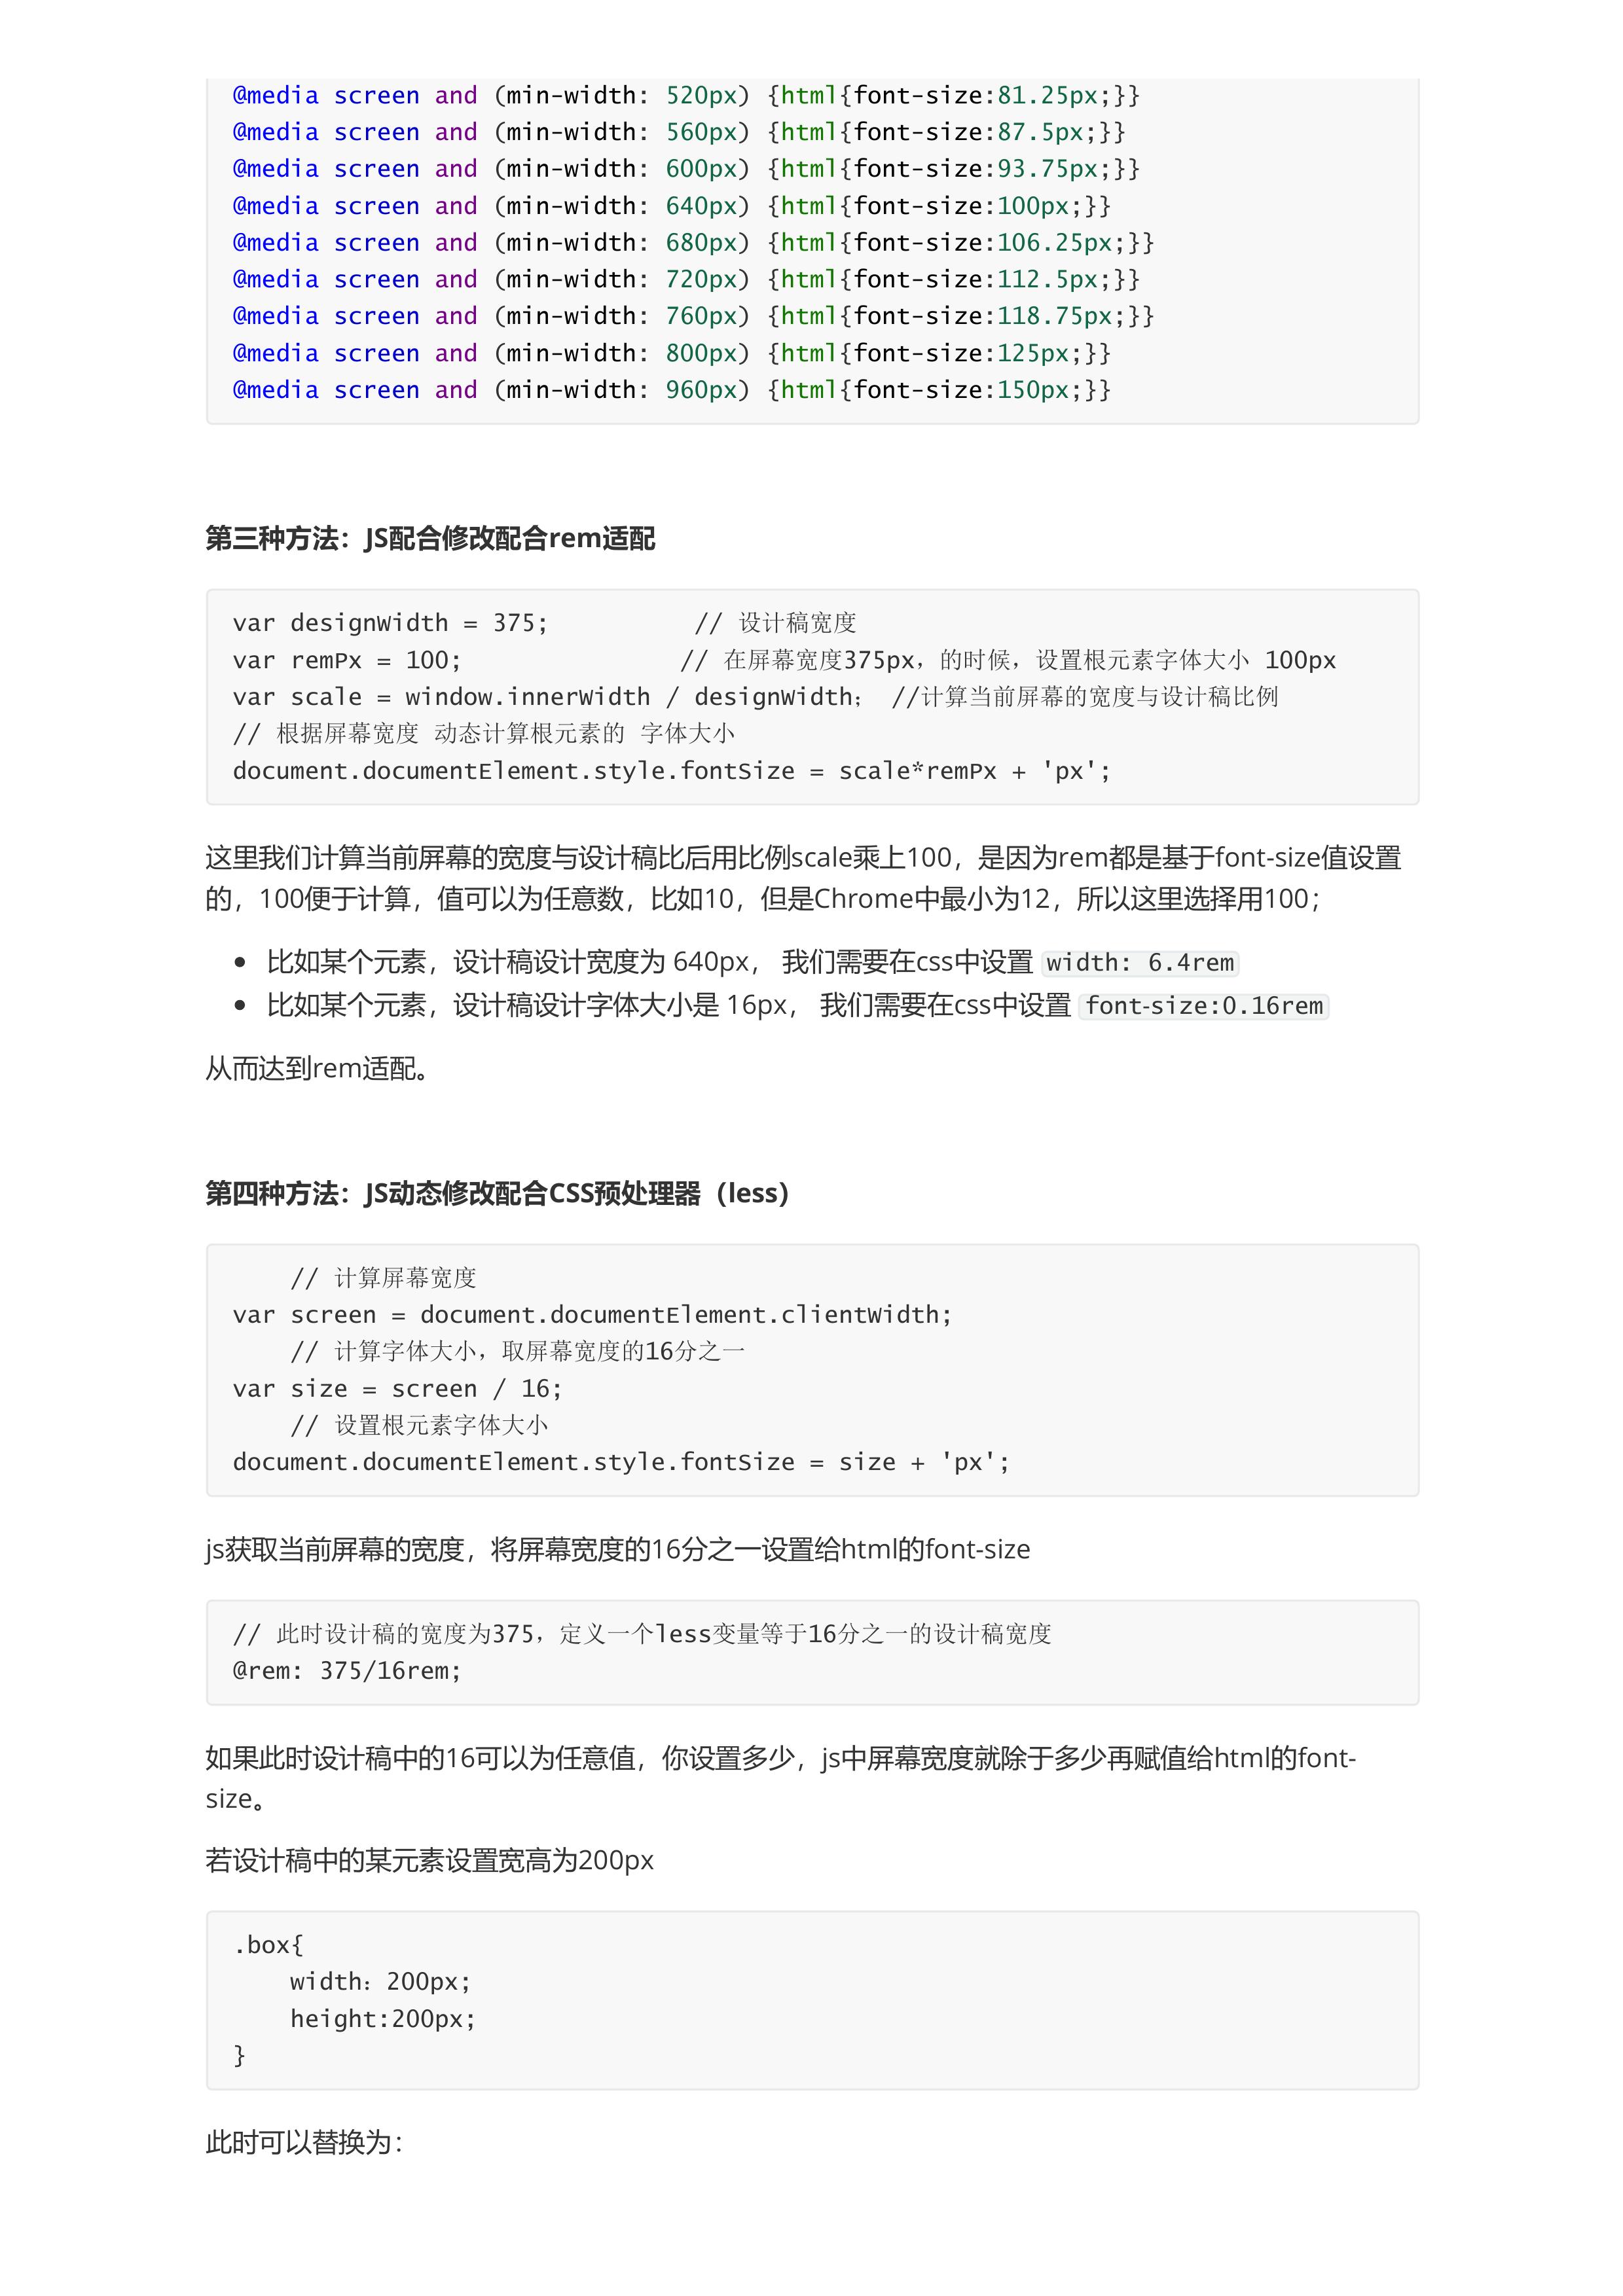 @media screen and (min-width: 520px) {html{font-size:81.25px;}}
@media screen and (min-width: 560px) {html{font-size:87.5px;}}
@media screen and (min-width: 600px) {html{font-size:93.75px;}}
@media screen and (min-width: 640px) {html{font-size:100px;}}
@media screen and (min-width: 680px) {html{font-size:106.25px;}}
@media screen and (min-width: 720px) {html{font-size:112.5px;}}
@media screen and (min-width: 760px) {html{font-size:118.75px;}}
@media screen and (min-width: 800px) {html{font-size:125px;}}
@media screen and (min-width: 960px) {html{font-size:150px;}}
第三种方法：JS配合修改配合rem适配
var designWidth = 375;          // 设计稿宽度
var remPx = 100;               // 在屏幕宽度375px，的时候，设置根元素字体大小 100px
var scale = window.innerWidth / designWidth； //计算当前屏幕的宽度与设计稿比例
// 根据屏幕宽度 动态计算根元素的 字体大小
document.documentElement.style.fontSize = scale*remPx + 'px';
这里我们计算当前屏幕的宽度与设计稿比后用比例scale乘上100，是因为rem都是基于font-size值设置
的，100便于计算，值可以为任意数，比如10，但是Chrome中最小为12，所以这里选择用100；
• 比如某个元素，设计稿设计宽度为 640px， 我们需要在css中设置 width: 6.4rem
• 比如某个元素，设计稿设计字体大小是 16px， 我们需要在css中设置 font-size:0.16rem
从而达到rem适配。
第四种方法：JS动态修改配合CSS预处理器（less）
    // 计算屏幕宽度
var screen = document.documentElement.clientWidth;
    // 计算字体大小，取屏幕宽度的16分之一
var size = screen / 16;
    // 设置根元素字体大小
document.documentElement.style.fontSize = size + 'px';
js获取当前屏幕的宽度，将屏幕宽度的16分之一设置给html的font-size
// 此时设计稿的宽度为375，定义一个less变量等于16分之一的设计稿宽度
@rem: 375/16rem;
如果此时设计稿中的16可以为任意值，你设置多少，js中屏幕宽度就除于多少再赋值给html的font-
size。
若设计稿中的某元素设置宽高为200px
.box{
    width：200px;
    height:200px;
}
此时可以替换为：